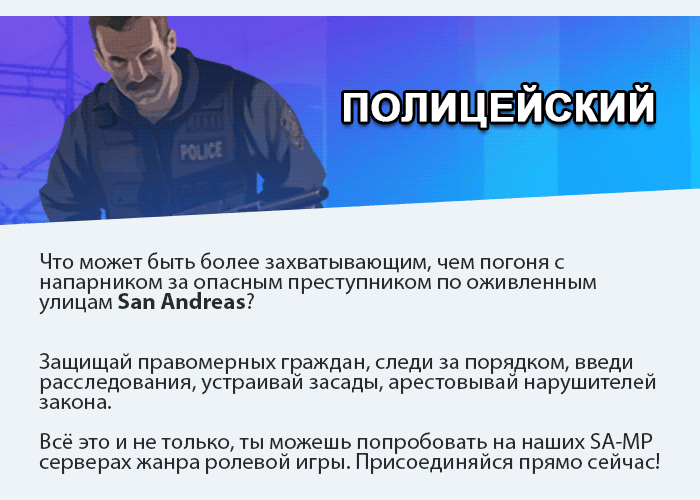 POLICE
ПОЛИЦЕЙСКИЙ
Что может быть более захватывающим, чем погоня с
напарником за опасным преступником по оживленным
улицам San Andreas?
Защищай правомерных граждан, следи за порядком, введи
расследования, устраивай засады, арестовывай нарушителей
закона.
Всё это и не только, ты можешь попробовать на наших SA-MP
серверах жанра ролевой игры. Присоединяйся прямо сейчас!